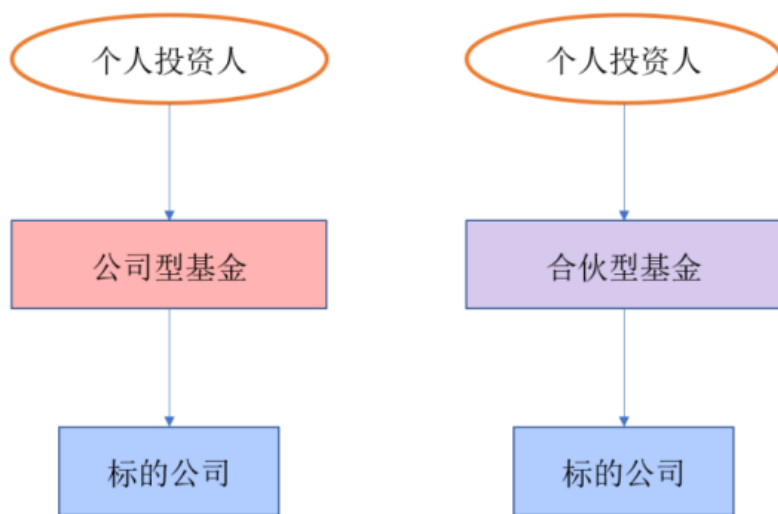 个人投资人
个人投资人
公司型基金
合伙型基金
标的公司
标的公司